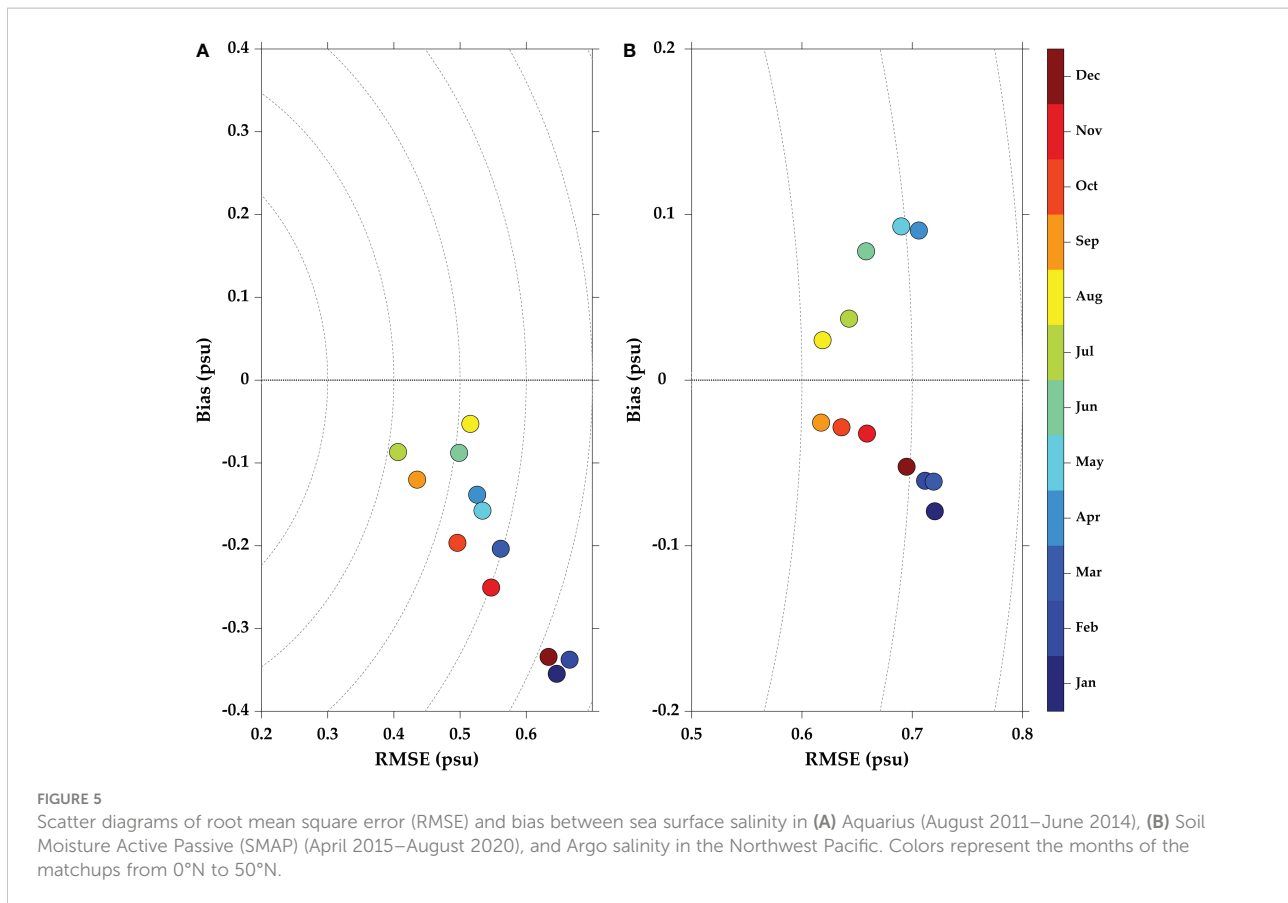 A
0.4
0.3
0.2
0.1
0
-0.1
-0.2
-0.3
-0.4
Bias (psu)
0.2 0.3 0.4 0.5 0.6
RMSE (psu)
B
0.2
0.1
0
-0.1
-0.2
Bias (psu)
0.5 0.6 0.7 0.8
RMSE (psu)
Dec
Nov
Oct
Sep
Aug
Jul
Jun
May
Apr
Mar
Feb
Jan
FIGURE 5
Scatter diagrams of root mean square error (RMSE) and bias between sea surface salinity in (A) Aquarius (August 2011–June 2014), (B) Soil
Moisture Active Passive (SMAP) (April 2015–August 2020), and Argo salinity in the Northwest Pacific. Colors represent the months of the
matchups from 0°N to 50°N.